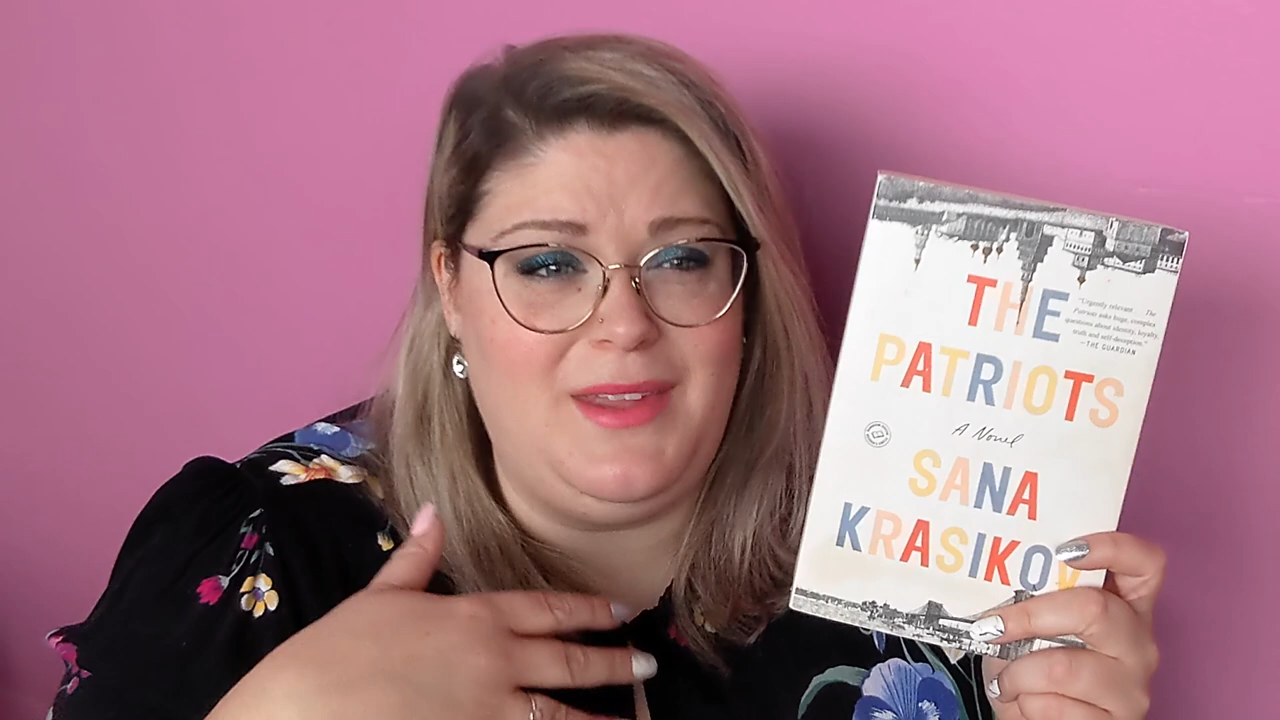 THE
PATRIOTS
"Urgently relevant The
Patriots asks huge, complex
questions about identity, loyalty,
truth and self-deception."
—THE GUARDIAN
A Novel
SANA
KRASIKOV